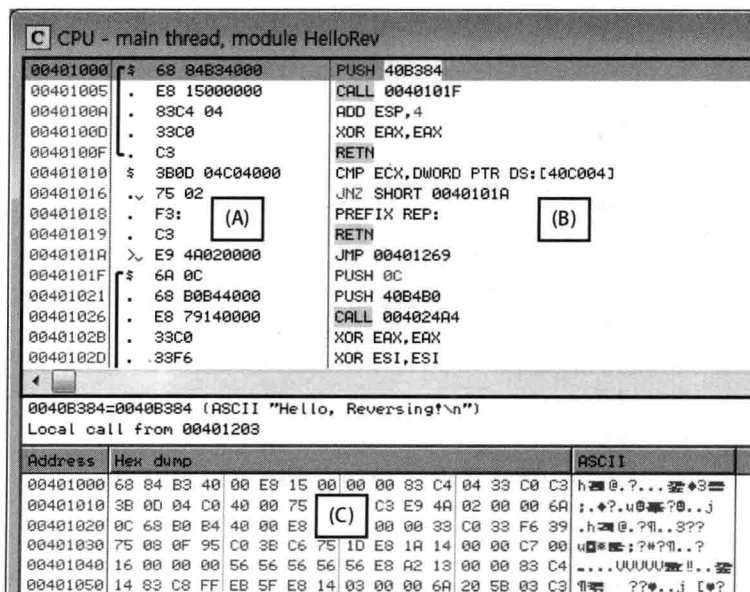 C CPU - main thread, module HelloRev
00401000 $ 68 84B34000 PUSH 40B384
00401005 . E8 15000000 CALL 0040101F
0040100A . 83C4 04 ADD ESP,4
0040100D . 33C0 XOR EAX,EAX
0040100F . C3 RETN
00401010 $ 3B0D 04C04000 CMP ECX,DWORD PTR DS:[40C004]
00401016 .v 75 02 JNZ SHORT 0040101A
00401018 . F3: (A) PREFIX REP: (B)
00401019 . C3 RETN
0040101A >v E9 4A020000 JMP 00401269
0040101F $ 6A 0C PUSH 0C
00401021 . 68 B0B44000 PUSH 40B4B0
00401026 . E8 79140000 CALL 004024A4
0040102B . 33C0 XOR EAX,EAX
0040102D . 33F6 XOR ESI,ESI
0040B384=0040B384 (ASCII "Hello, Reversing!\n")
Local call from 00401203
Address Hex dump ASCII
00401000 68 84 B3 40 00 E8 15 00 00 00 83 C4 04 33 C0 C3
00401010 3B 0D 04 C0 40 00 75 (C) C3 E9 4A 02 00 00 6A
00401020 0C 68 B0 B4 40 00 E8 00 00 33 C0 33 F6 39
00401030 75 08 0F 95 C0 3B C6 75 1D E8 1A 14 00 00 C7 00
00401040 16 00 00 00 56 56 56 56 56 E8 A2 13 00 00 83 C4
00401050 14 83 C8 FF EB 5F E8 14 03 00 00 6A 20 5B 03 C3